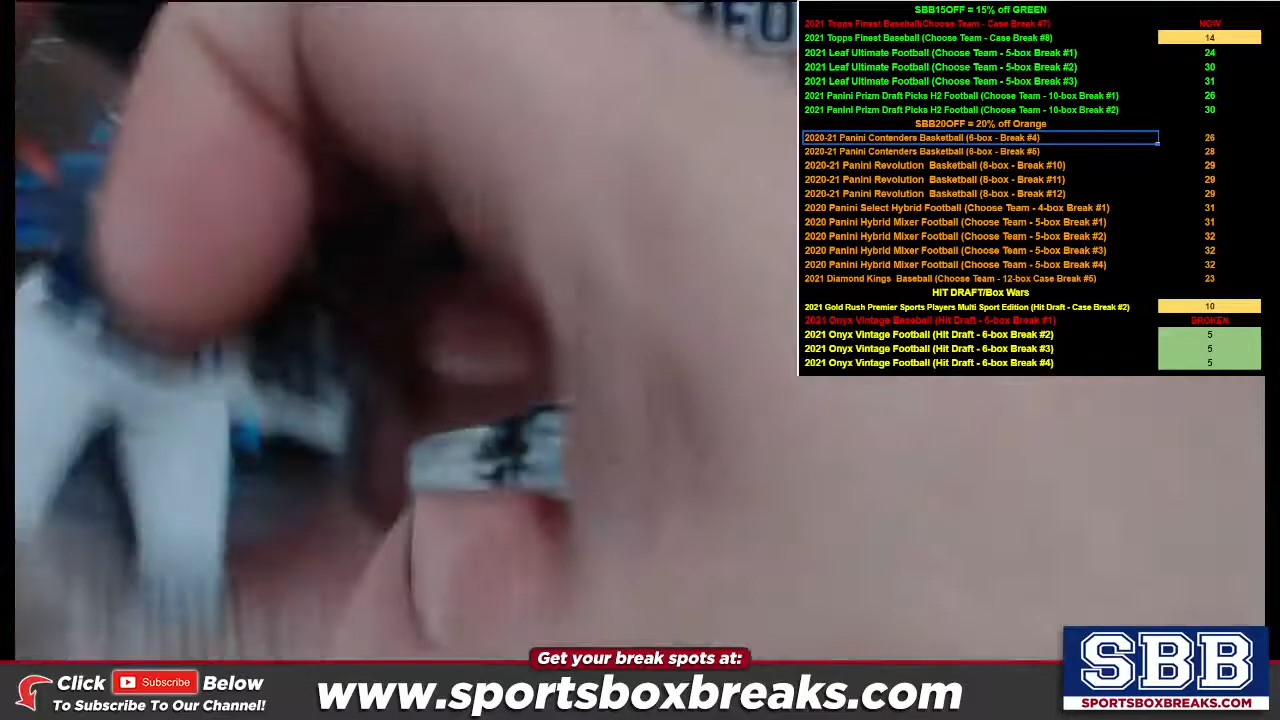 SBB15OFF = 15% off GREEN
2021 Topps Finest Baseball(Choose Team - Case Break #7) NOW
2021 Topps Finest Baseball (Choose Team - Case Break #8) 14
2021 Leaf Ultimate Football (Choose Team - 5-box Break #1) 24
2021 Leaf Ultimate Football (Choose Team - 5-box Break #2) 30
2021 Leaf Ultimate Football (Choose Team - 5-box Break #3) 31
2021 Panini Prizm Draft Picks H2 Football (Choose Team - 10-box Break #1) 26
2021 Panini Prizm Draft Picks H2 Football (Choose Team - 10-box Break #2) 30
SBB20OFF = 20% off Orange
2020-21 Panini Contenders Basketball (6-box - Break #4) 26
2020-21 Panini Contenders Basketball (6-box - Break #5) 28
2020-21 Panini Revolution Basketball (8-box - Break #10) 29
2020-21 Panini Revolution Basketball (8-box - Break #11) 29
2020-21 Panini Revolution Basketball (8-box - Break #12) 29
2020 Panini Select Hybrid Football (Choose Team - 4-box Break #1) 31
2020 Panini Hybrid Mixer Football (Choose Team - 5-box Break #1) 31
2020 Panini Hybrid Mixer Football (Choose Team - 5-box Break #2) 32
2020 Panini Hybrid Mixer Football (Choose Team - 5-box Break #3) 32
2020 Panini Hybrid Mixer Football (Choose Team - 5-box Break #4) 32
2021 Diamond Kings Baseball (Choose Team - 12-box Case Break #6) 23
HIT DRAFT/Box Wars
2021 Gold Rush Premier Sports Players Multi Sport Edition (Hit Draft - Case Break #2) 10
2021 Onyx Vintage Baseball (Hit Draft - 6-box Break #1) BROKEN
2021 Onyx Vintage Football (Hit Draft - 6-box Break #2) 5
2021 Onyx Vintage Football (Hit Draft - 6-box Break #3) 5
2021 Onyx Vintage Football (Hit Draft - 6-box Break #4) 5
Get your break spots at:
www.sportsboxbreaks.com
Click Subscribe Below
To Subscribe To Our Channel!
SBB
SPORTSBOXBREAKS.COM